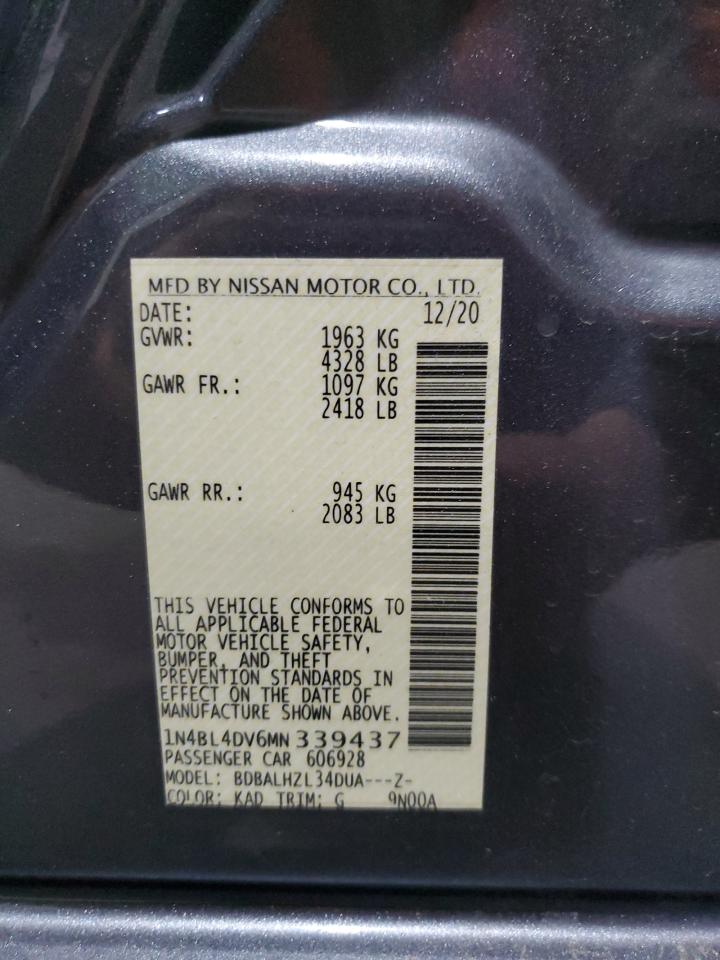 MFD BY NISSAN MOTOR CO., LTD.
DATE: 12/20
GVWR: 1963 KG
4328 LB
GAWR FR.: 1097 KG
2418 LB
GAWR RR.: 945 KG
2083 LB
THIS VEHICLE CONFORMS TO
ALL APPLICABLE FEDERAL
MOTOR VEHICLE SAFETY,
BUMPER, AND THEFT
PREVENTION STANDARDS IN
EFFECT ON THE DATE OF
MANUFACTURE SHOWN ABOVE.
1N4BL4DV6MN 339437
PASSENGER CAR 606928
MODEL: BDBALHZL34DUA---Z-
COLOR: KAD TRIM: G 9N00A